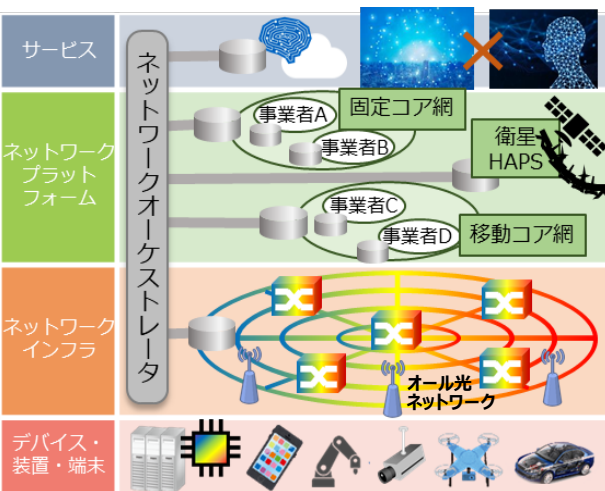 サービス
ネットワークオーケストレータ
ネットワーク
プラット
フォーム
事業者A
固定コア網
事業者B
衛星
HAPS
事業者C
事業者D
移動コア網
ネットワーク
インフラ
オール光
ネットワーク
デバイス・
装置・端末